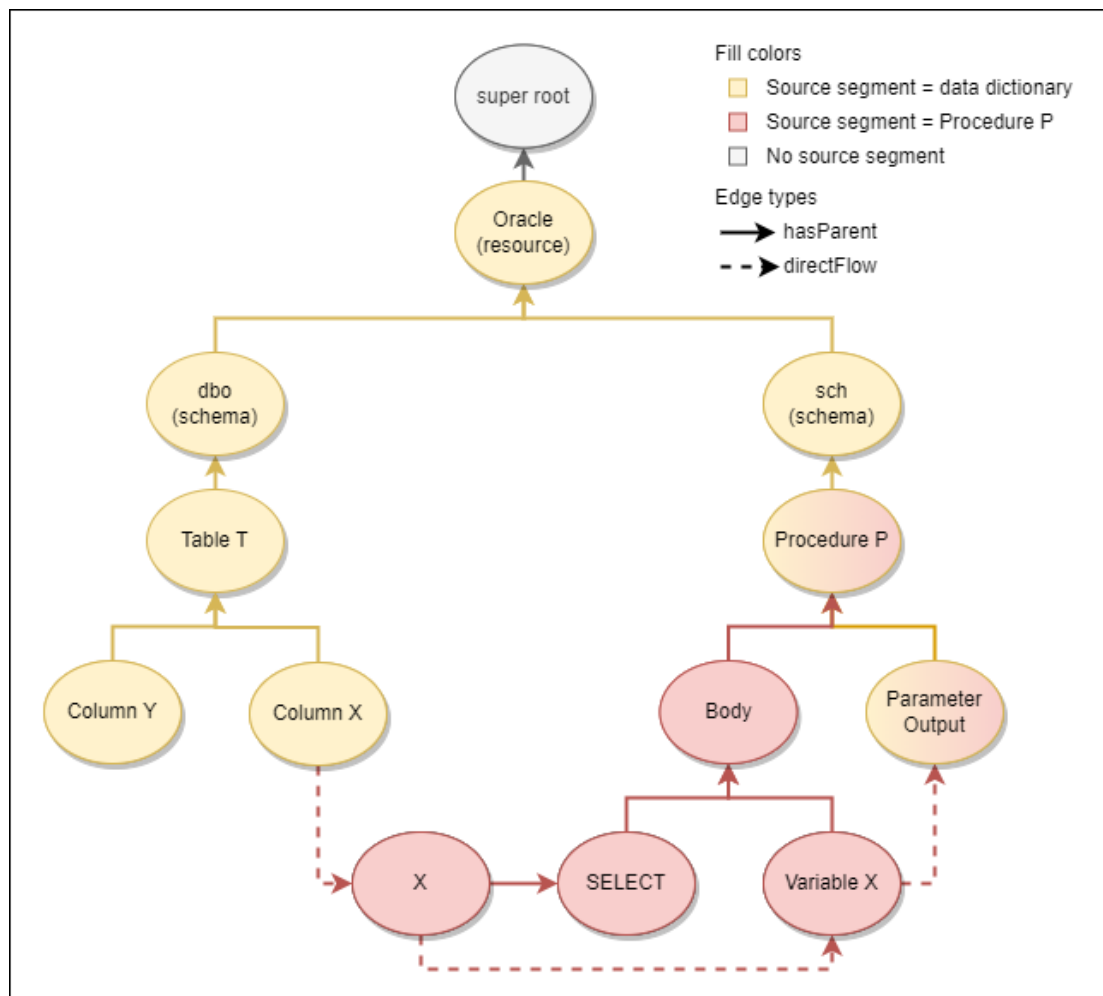 super root
Fill colors
Source segment = data dictionary
Source segment = Procedure P
No source segment
Edge types
hasParent
directFlow
Oracle
(resource)
dbo
(schema)
sch
(schema)
Table T
Procedure P
Column Y
Column X
Body
Parameter
Output
X
SELECT
Variable X